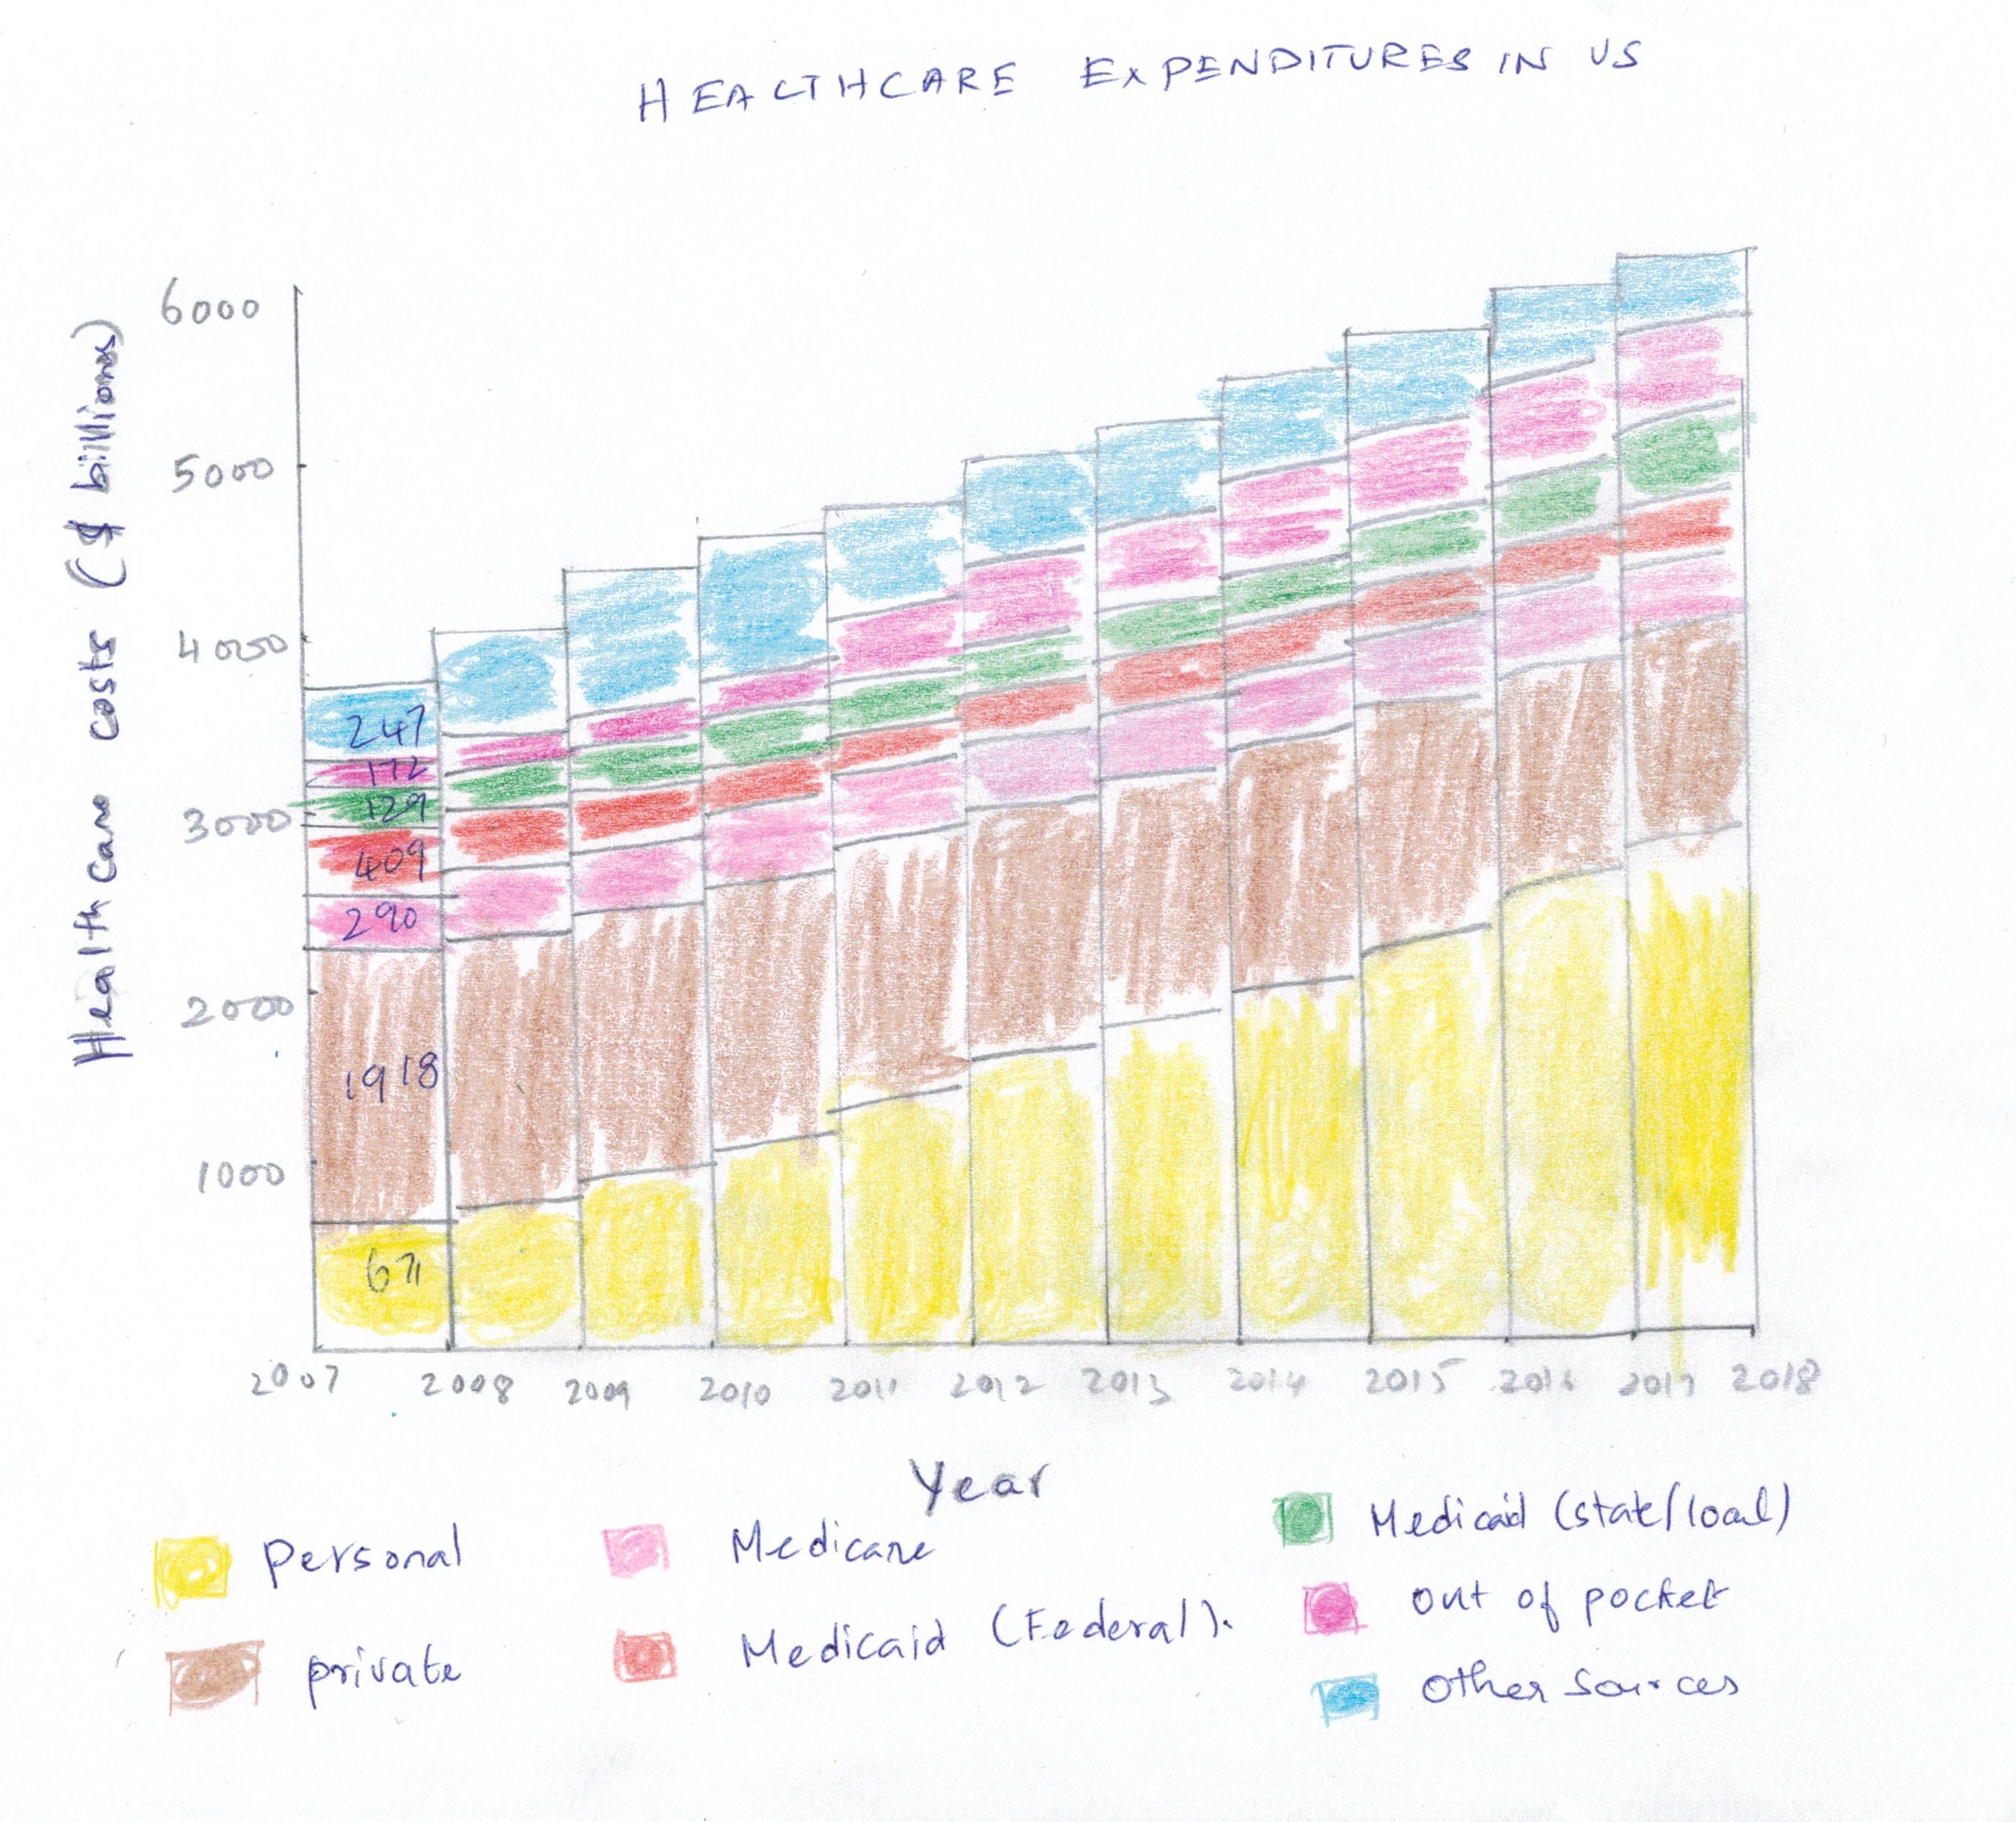 HEALTHCARE EXPENDITURES IN US
Healthcare costs ($ billions)
6000
5000
4000
3000
2000
1000
247
172
129
409
290
1918
671
2007 2008 2009 2010 2011 2012 2013 2014 2015 2016 2017 2018
Year
Personal
private
Medicare
Medicaid (Federal).
Medicaid (state/local)
out of pocket
other sources